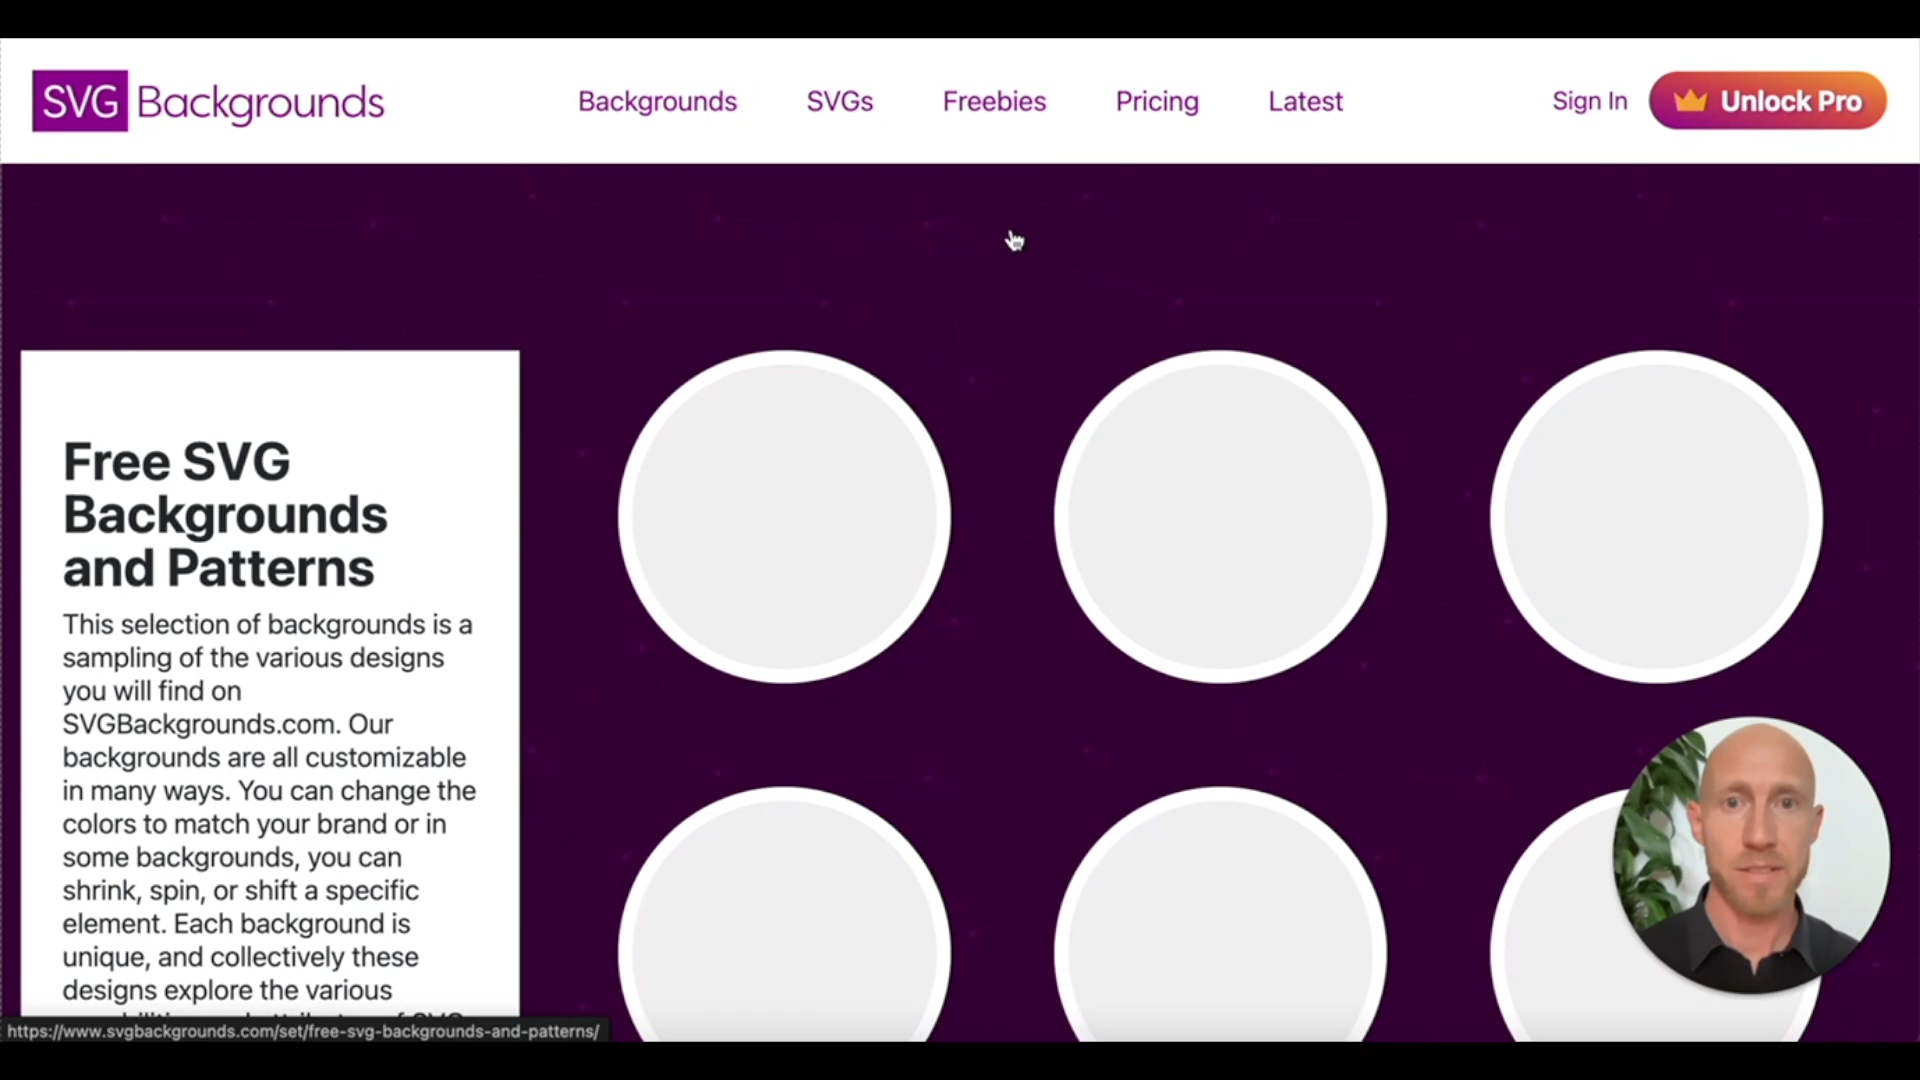 SVG Backgrounds
Backgrounds SVGs Freebies Pricing Latest
Sign In Unlock Pro
Free SVG
Backgrounds
and Patterns
This selection of backgrounds is a
sampling of the various designs
you will find on
SVGBackgrounds.com. Our
backgrounds are all customizable
in many ways. You can change the
colors to match your brand or in
some backgrounds, you can
shrink, spin, or shift a specific
element. Each background is
unique, and collectively these
designs explore the various
https://www.svgbackgrounds.com/set/free-svg-backgrounds-and-patterns/